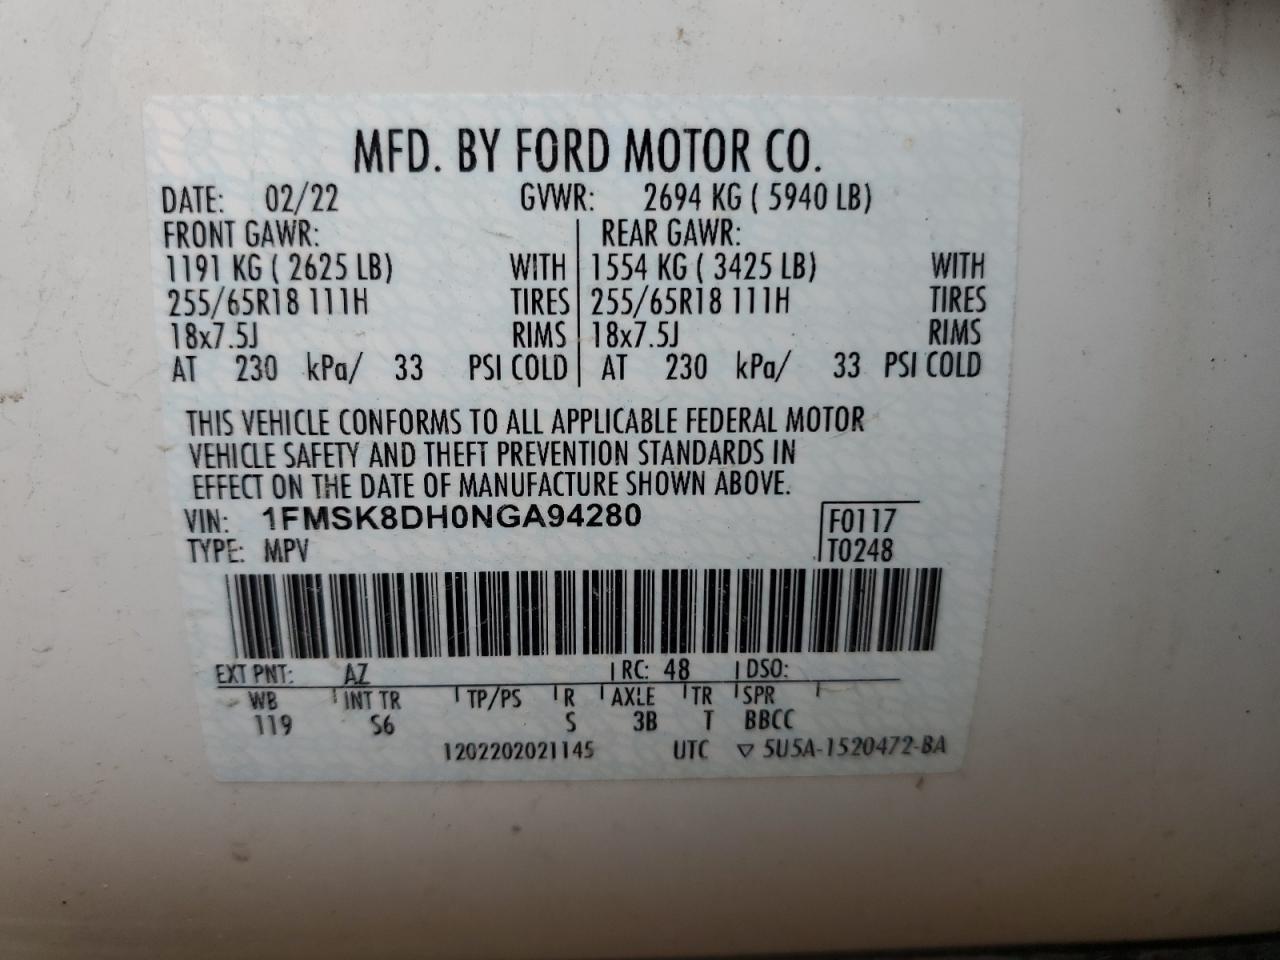 MFD. BY FORD MOTOR CO.
DATE: 02/22 GVWR: 2694 KG ( 5940 LB)
FRONT GAWR: REAR GAWR:
1191 KG ( 2625 LB) WITH 1554 KG ( 3425 LB) WITH
255/65R18 111H TIRES 255/65R18 111H TIRES
18x7.5J RIMS 18x7.5J RIMS
AT 230 kPa/ 33 PSI COLD AT 230 kPa/ 33 PSI COLD
THIS VEHICLE CONFORMS TO ALL APPLICABLE FEDERAL MOTOR
VEHICLE SAFETY AND THEFT PREVENTION STANDARDS IN
EFFECT ON THE DATE OF MANUFACTURE SHOWN ABOVE.
VIN: 1FMSK8DH0NGA94280 F0117
TYPE: MPV T0248
EXT PNT: AZ RC: 48 DSO:
WB INT TR TP/PS R AXLE TR SPR
119 S6 S 3B T BBCC
1202202021145 UTC ▽ 5U5A-1520472-BA